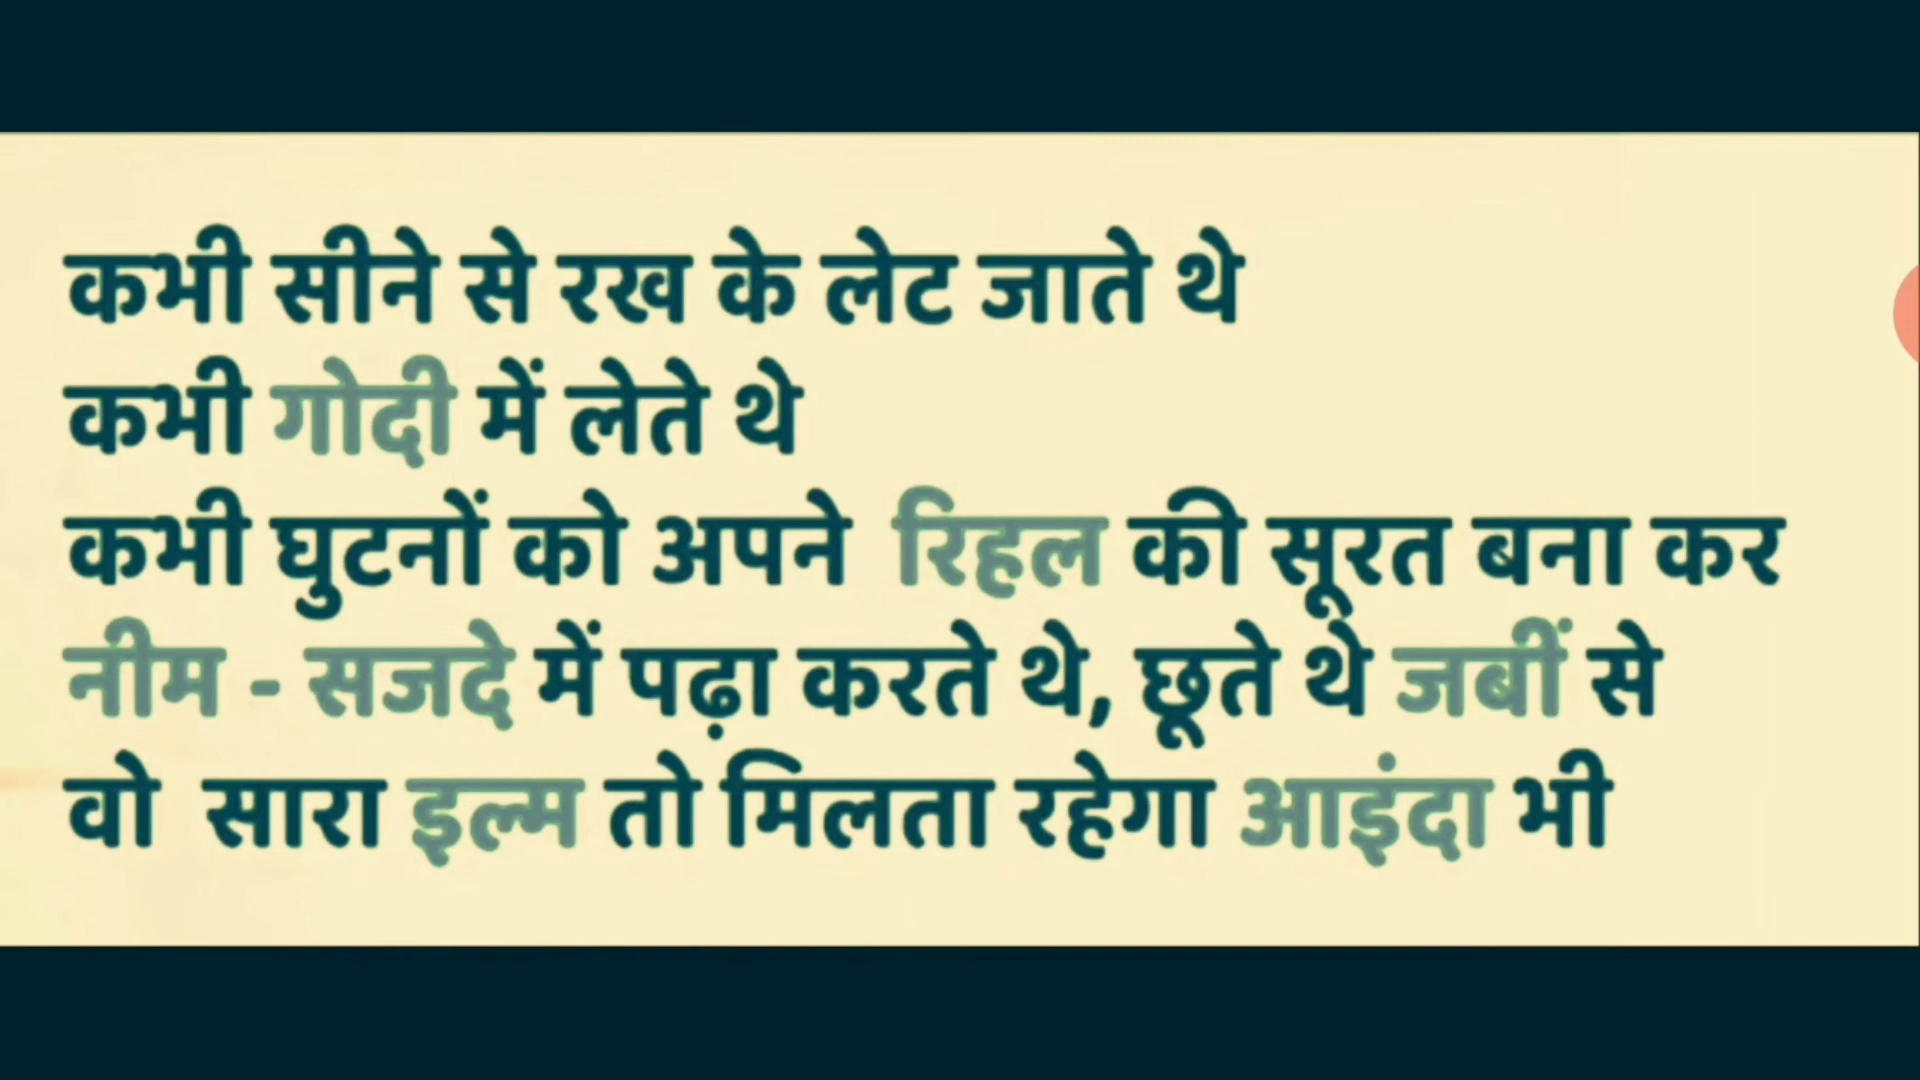 कभी सीने से रख के लेट जाते थे
कभी गोदी में लेते थे
कभी घुटनों को अपने रिहल की सूरत बना कर
नीम - सजदे में पढ़ा करते थे, छूते थे जबीं से
वो सारा इल्म तो मिलता रहेगा आइंदा भी